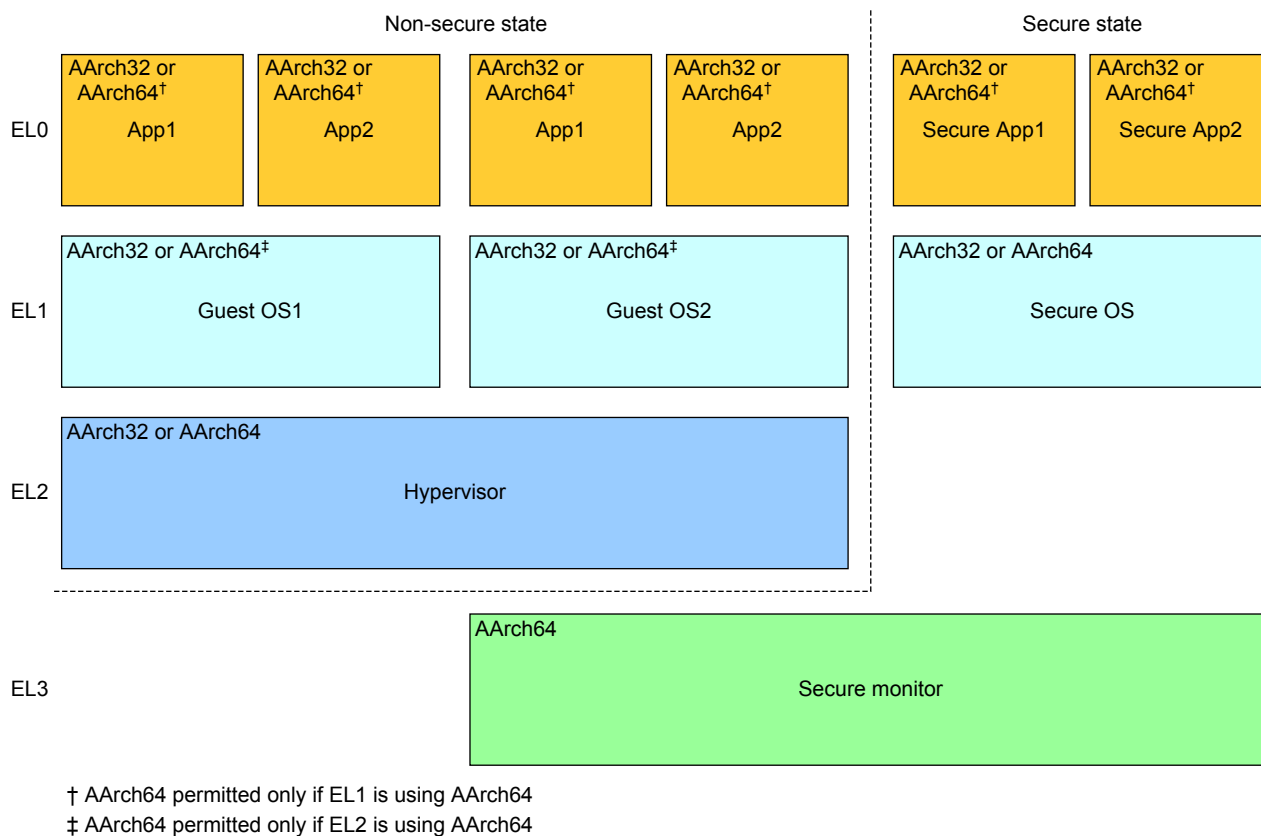 Non-secure state
Secure state
AArch32 or
AArch64†
App1
AArch32 or
AArch64†
App2
AArch32 or
AArch64†
App1
AArch32 or
AArch64†
App2
AArch32 or
AArch64†
Secure App1
AArch32 or
AArch64†
Secure App2
EL0
AArch32 or AArch64‡
Guest OS1
AArch32 or AArch64‡
Guest OS2
AArch32 or AArch64
Secure OS
EL1
AArch32 or AArch64
Hypervisor
EL2
AArch64
Secure monitor
EL3
† AArch64 permitted only if EL1 is using AArch64
‡ AArch64 permitted only if EL2 is using AArch64